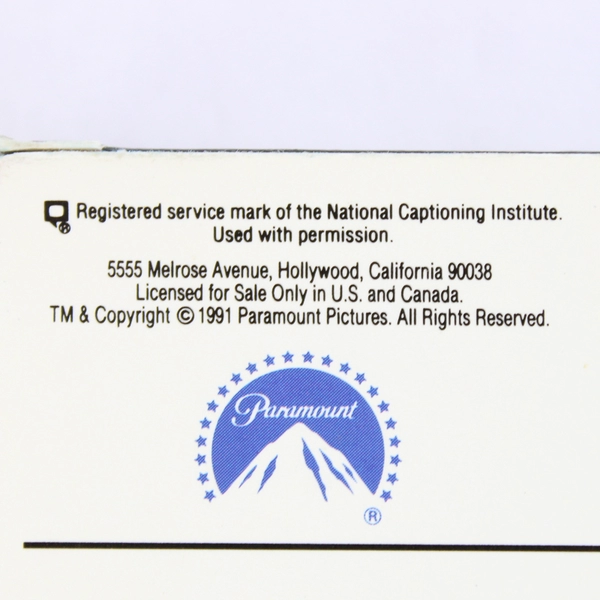 ® Registered service mark of the National Captioning Institute.
Used with permission.
5555 Melrose Avenue, Hollywood, California 90038
Licensed for Sale Only in U.S. and Canada.
TM & Copyright © 1991 Paramount Pictures. All Rights Reserved.
Paramount
®